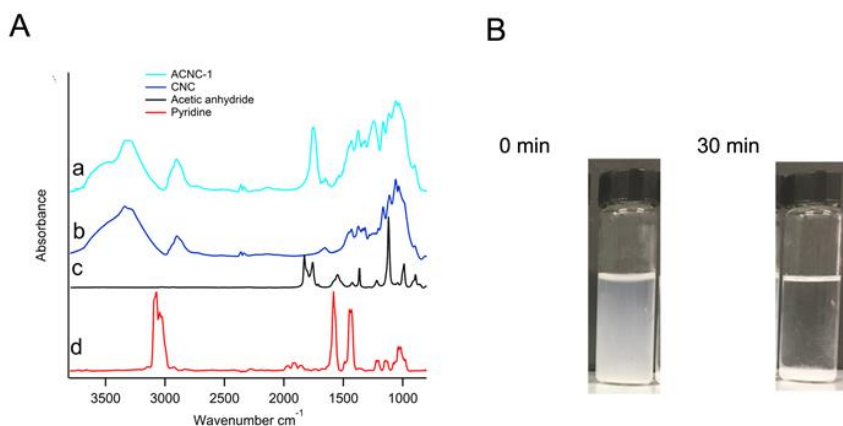 A
B
ACNC-1
CNC
Acetic anhydride
Pyridine
0 min
30 min
a
b
c
d
Absorbance
3500 3000 2500 2000 1500 1000
Wavenumber cm⁻¹